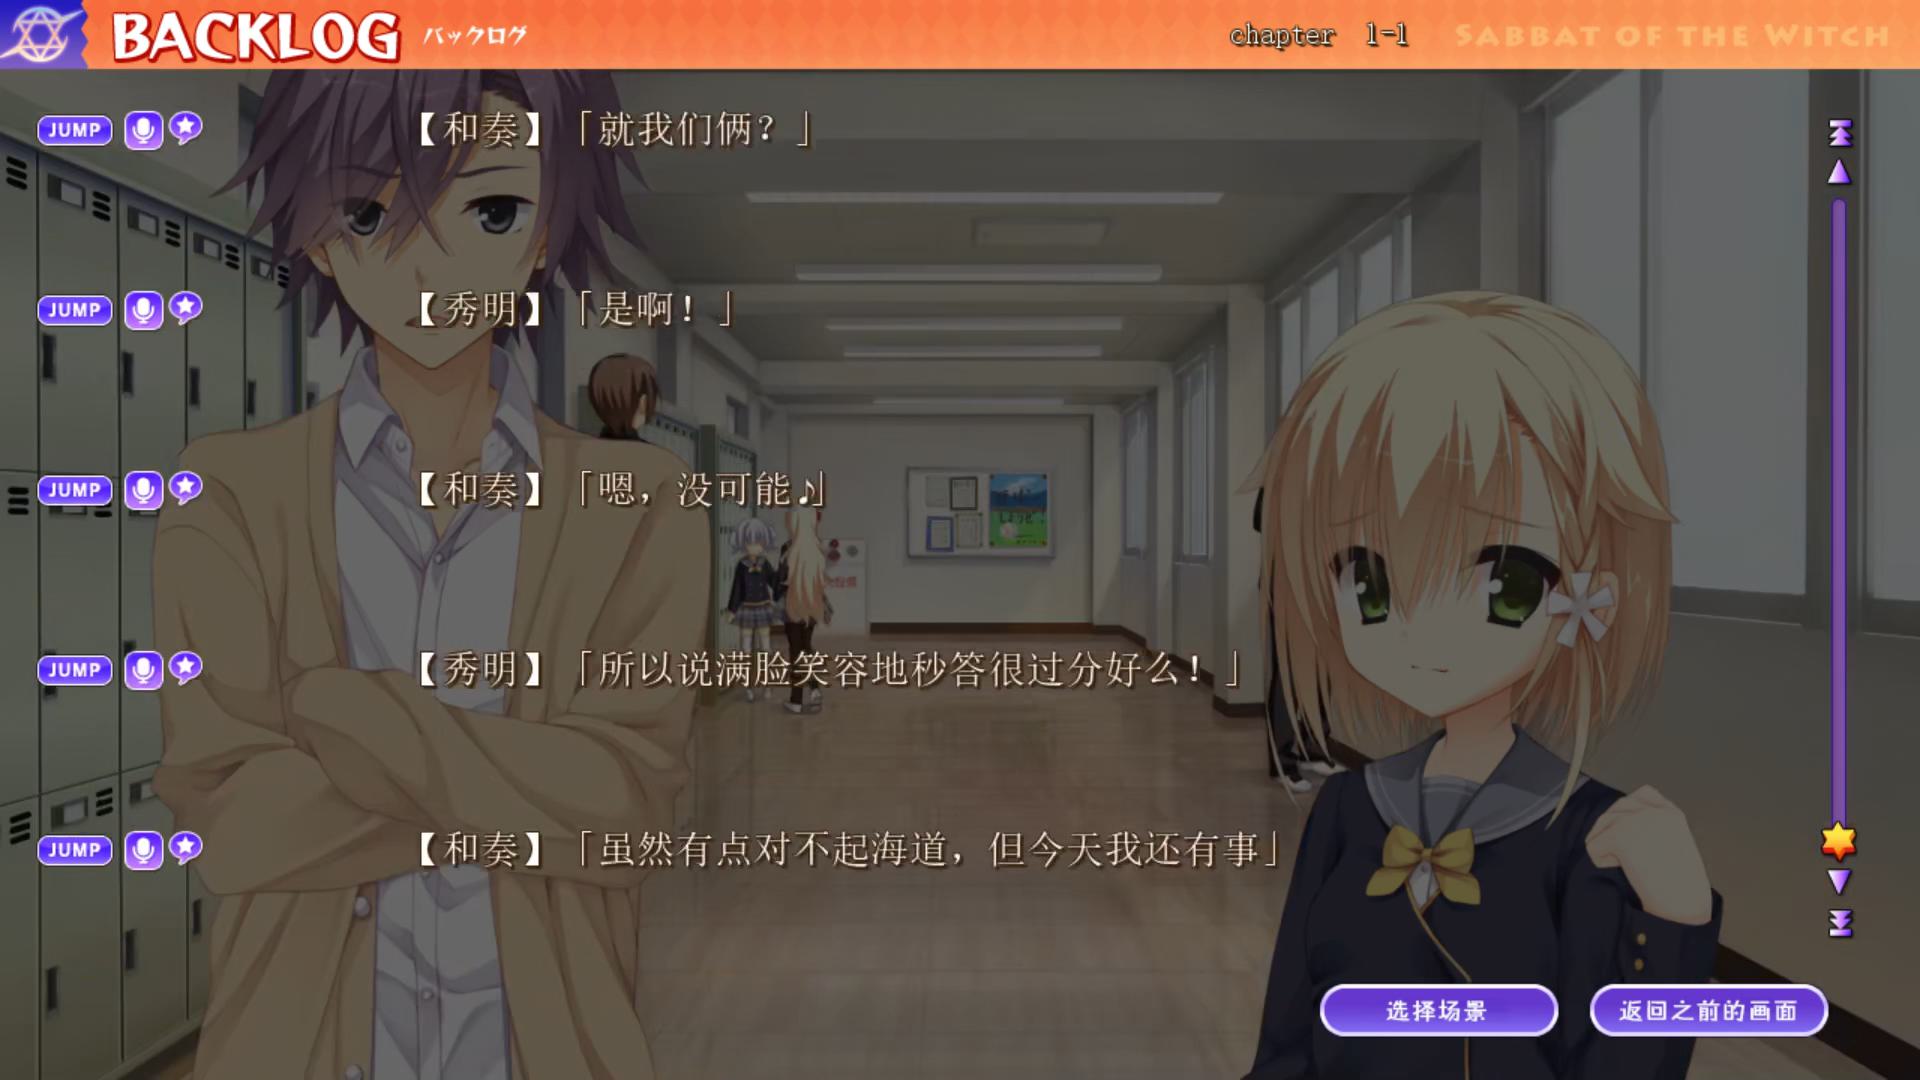 BACKLOG バックログ chapter 1-1 SABBAT OF THE WITCH
JUMP 【和奏】「就我们俩？」
JUMP 【秀明】「是啊！」
JUMP 【和奏】「嗯，没可能♪」
JUMP 【秀明】「所以说满脸笑容地秒答很过分好么！」
JUMP 【和奏】「虽然有点对不起海道，但今天我还有事」
选择场景 返回之前的画面